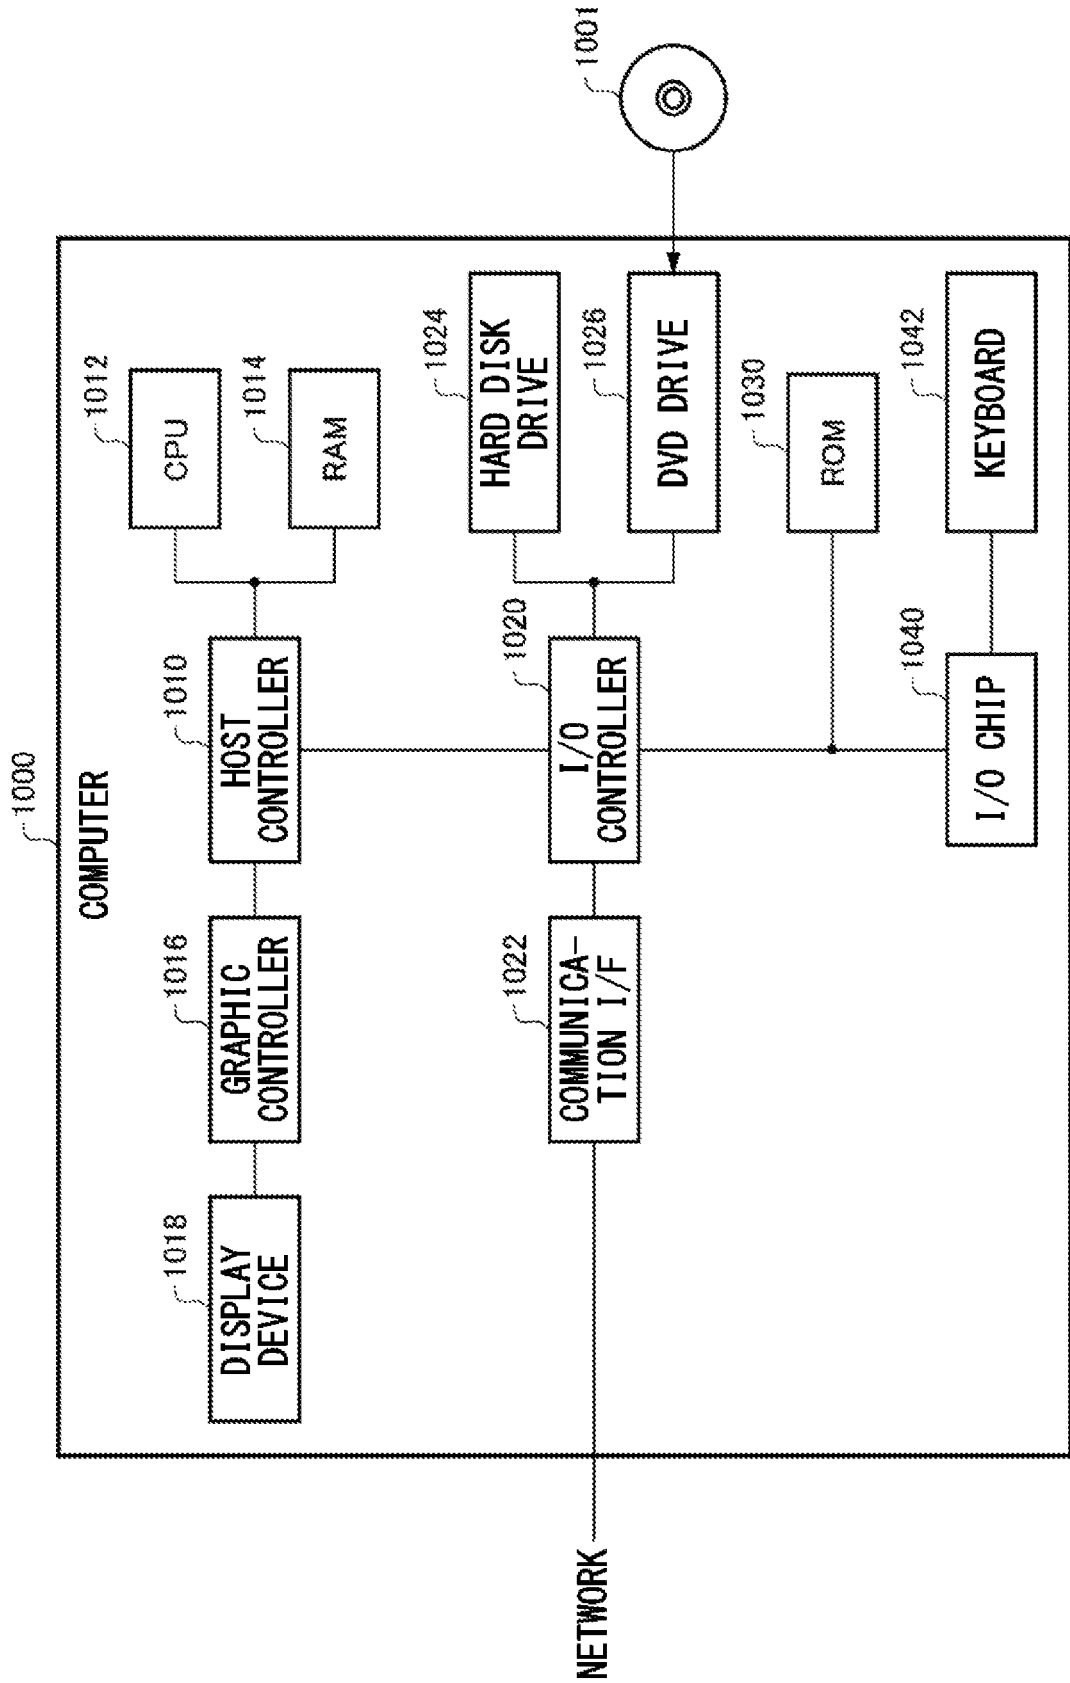 1000
COMPUTER
1018
DISPLAY
DEVICE
1016
GRAPHIC
CONTROLLER
1010
HOST
CONTROLLER
1012
CPU
1014
RAM
NETWORK
1022
COMMUNICA-
TION I/F
1020
I/O
CONTROLLER
1024
HARD DISK
DRIVE
1026
DVD DRIVE
1001
1030
ROM
1040
I/O CHIP
1042
KEYBOARD